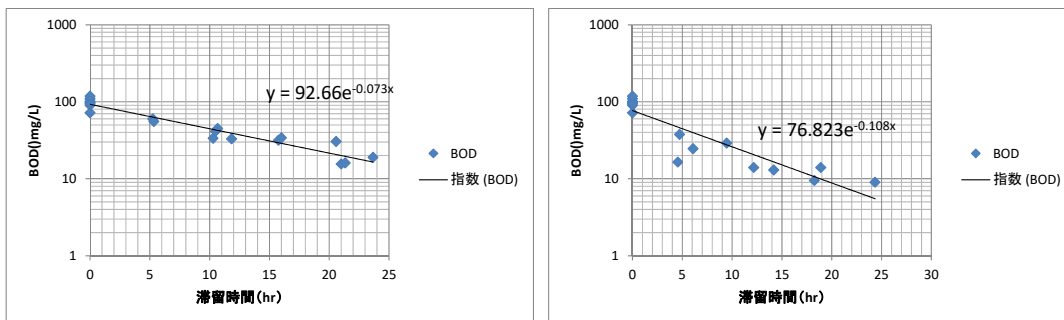 1000
100
10
1
BOD()mg/L
y = 92.66e-0.073x
0 5 10 15 20 25
滞留時間(hr)
BOD
指数 (BOD)
1000
100
10
1
BOD()mg/L
y = 76.823e-0.108x
0 5 10 15 20 25 30
滞留時間(hr)
BOD
指数 (BOD)